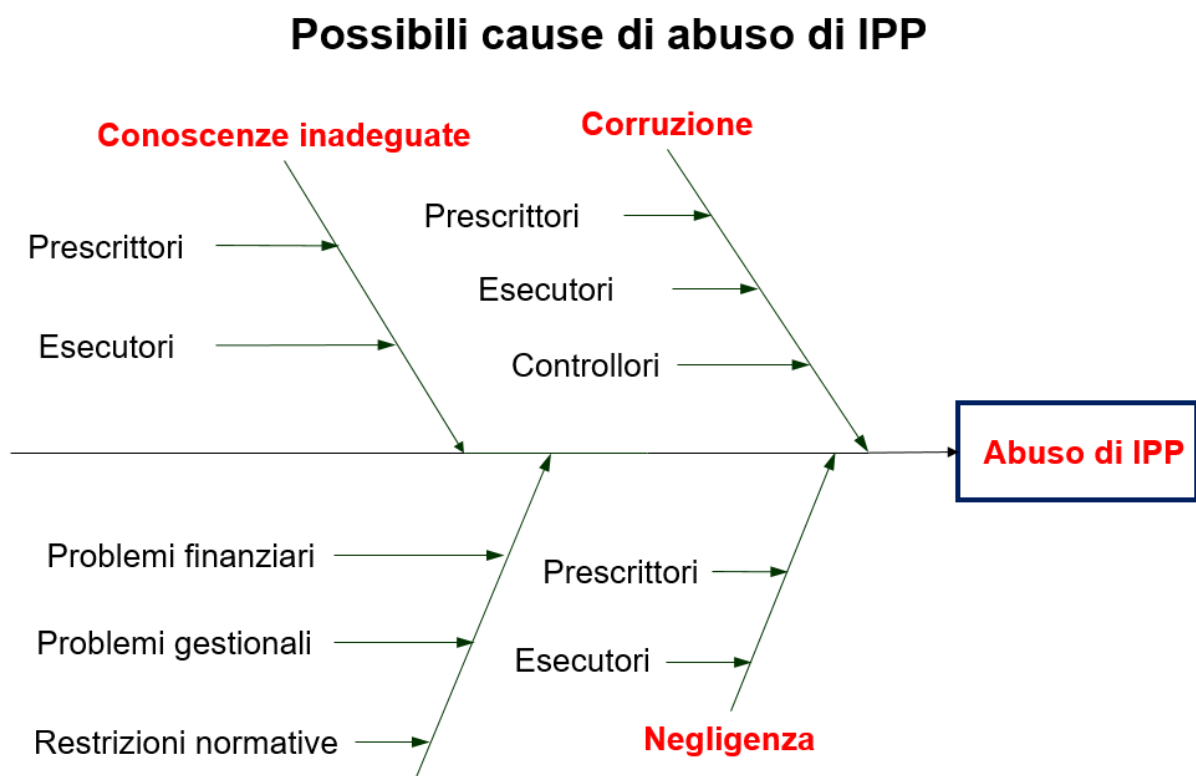 Possibili cause di abuso di IPP
Conoscenze inadeguate
Corruzione
Prescrittori
Esecutori
Prescrittori
Esecutori
Controllori
Abuso di IPP
Problemi finanziari
Problemi gestionali
Restrizioni normative
Prescrittori
Esecutori
Negligenza